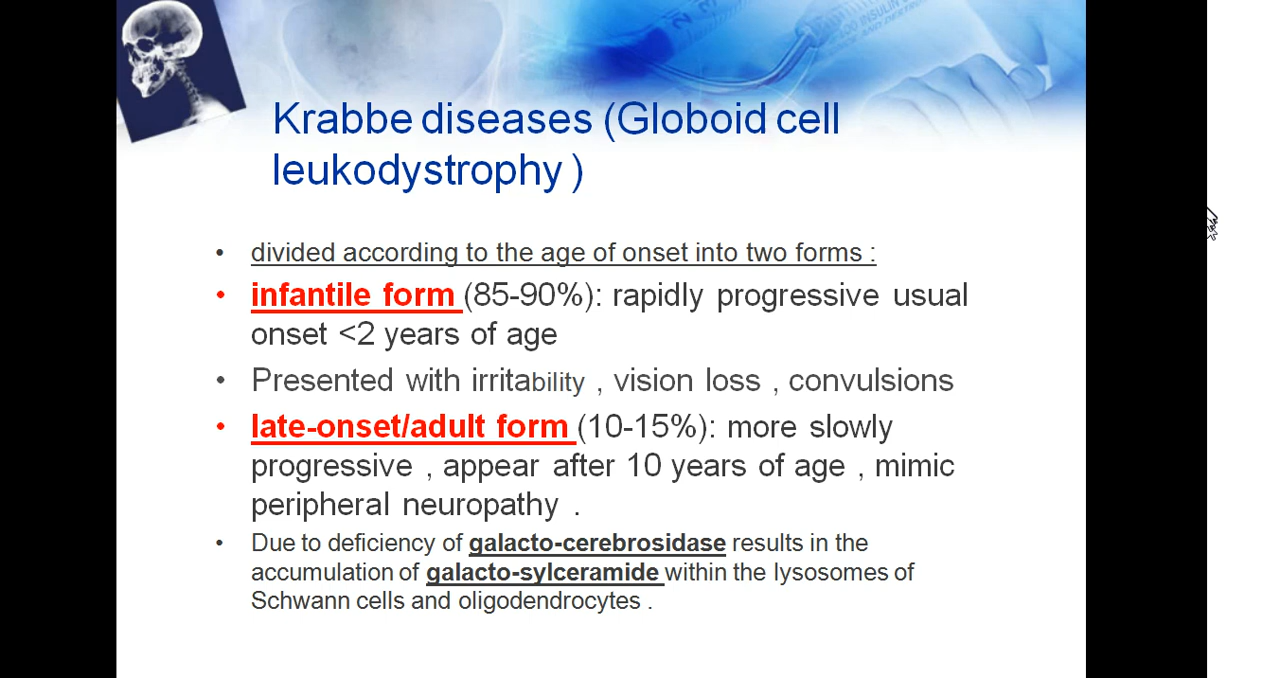 Krabbe diseases (Globoid cell
leukodystrophy )
• divided according to the age of onset into two forms :
• infantile form (85-90%): rapidly progressive usual
onset <2 years of age
• Presented with irritability , vision loss , convulsions
• late-onset/adult form (10-15%): more slowly
progressive , appear after 10 years of age , mimic
peripheral neuropathy .
• Due to deficiency of galacto-cerebrosidase results in the
accumulation of galacto-sylceramide within the lysosomes of
Schwann cells and oligodendrocytes .